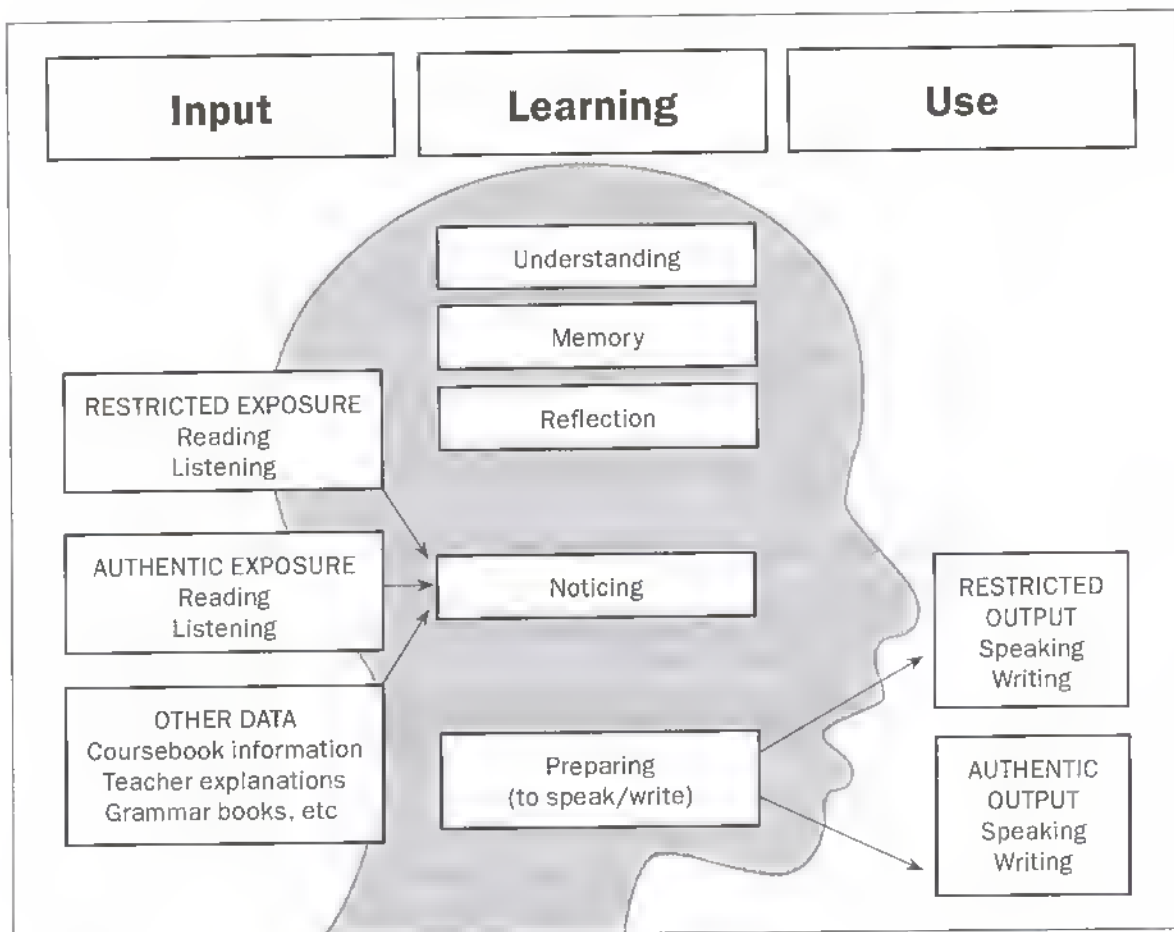 Input
Learning
Use
Understanding
Memory
Reflection
RESTRICTED EXPOSURE
Reading
Listening
AUTHENTIC EXPOSURE
Reading
Listening
OTHER DATA
Coursebook information
Teacher explanations
Grammar books, etc
Noticing
Preparing
(to speak/write)
RESTRICTED
OUTPUT
Speaking
Writing
AUTHENTIC
OUTPUT
Speaking
Writing